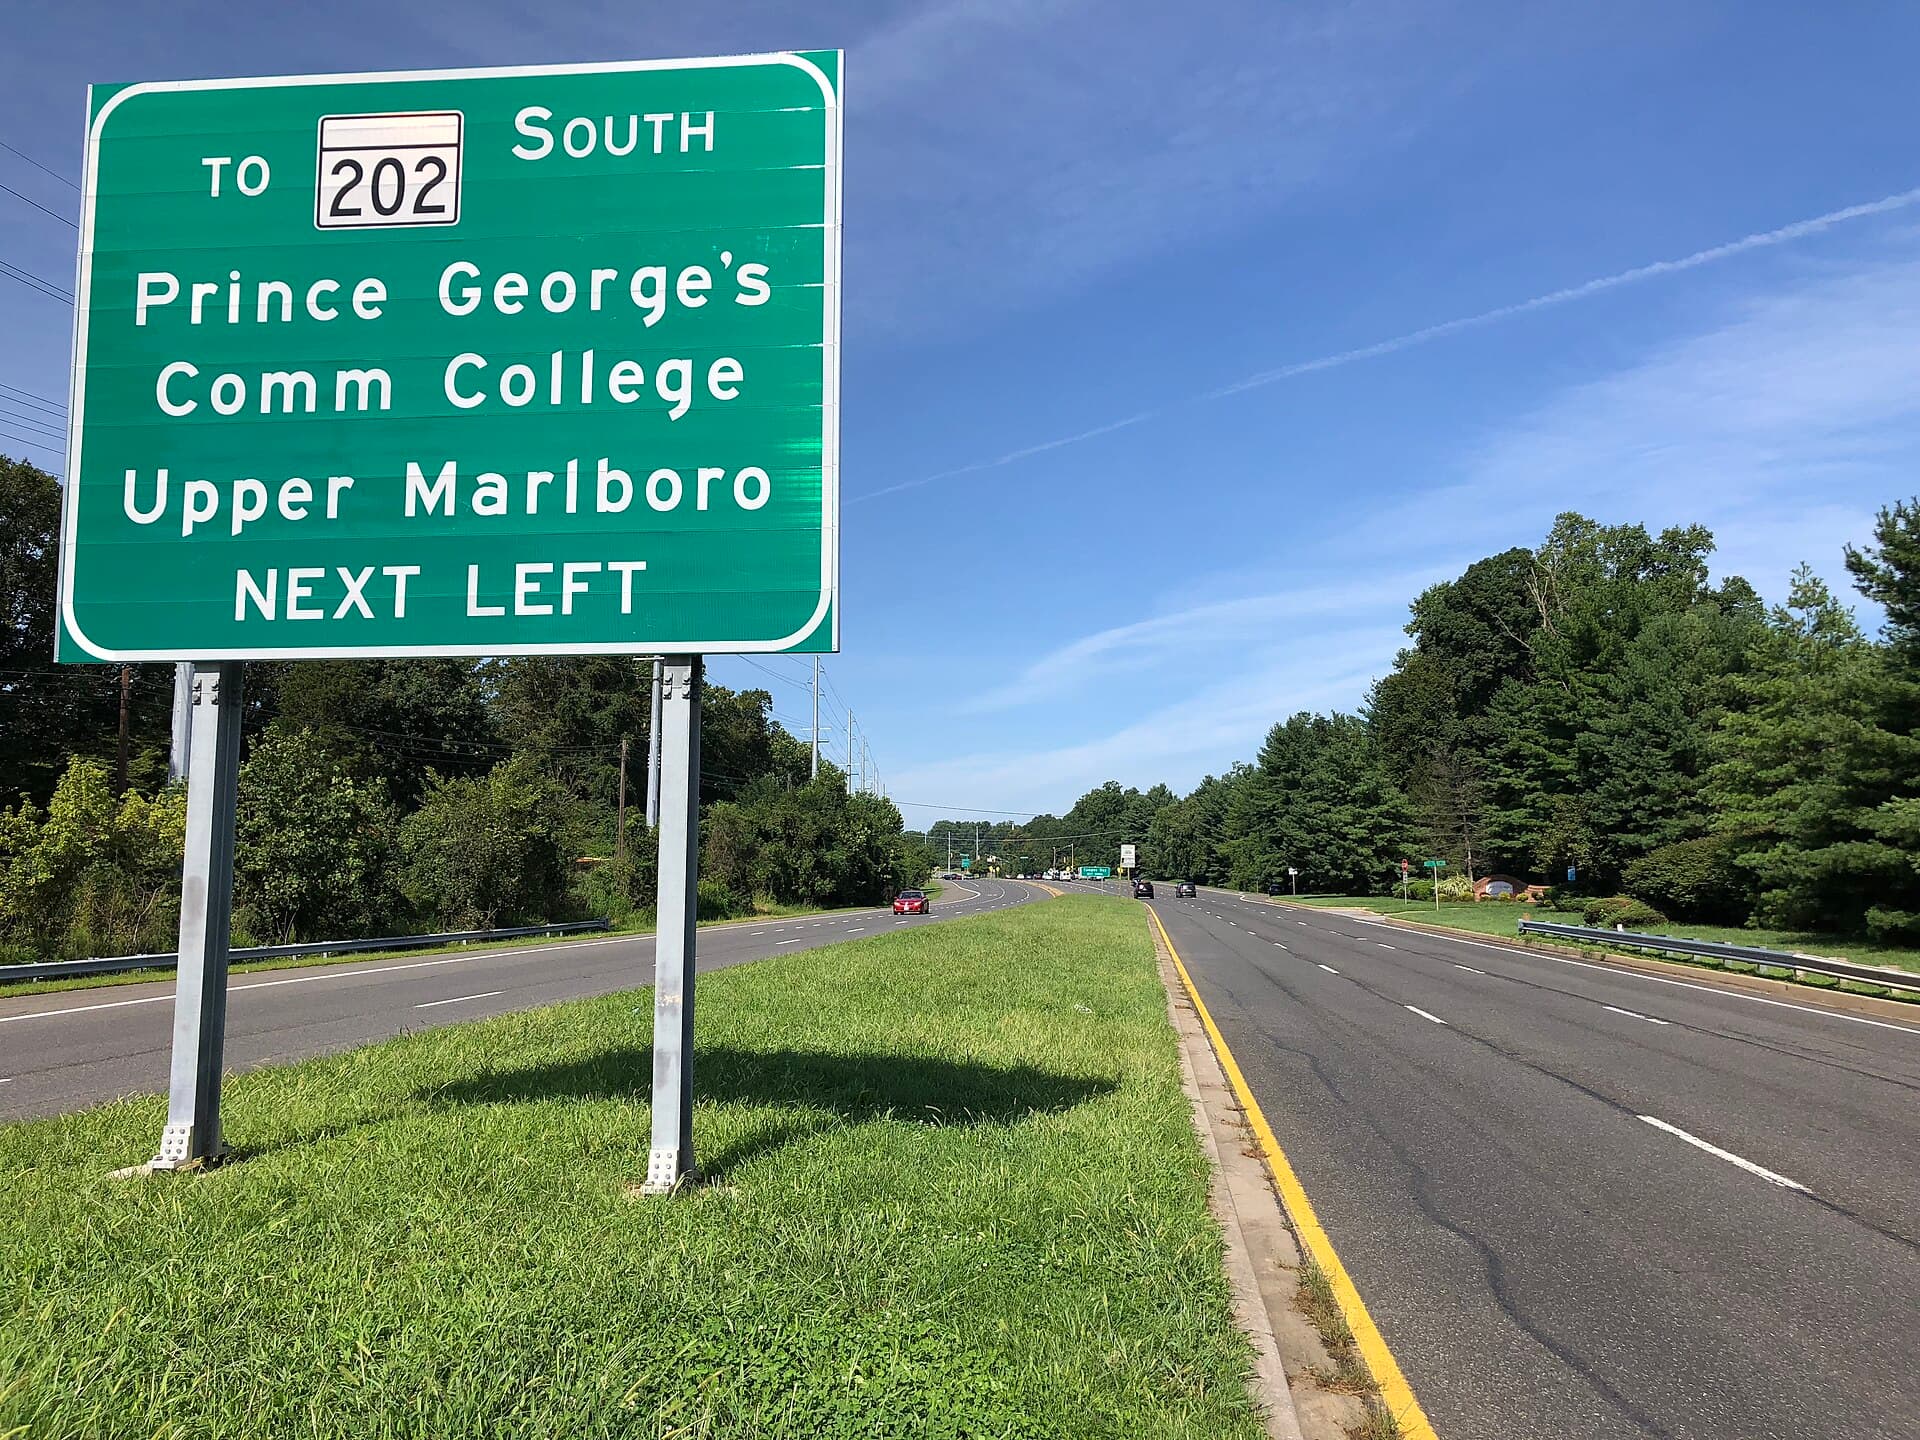 TO 202 SOUTH
Prince George's
Comm College
Upper Marlboro
NEXT LEFT